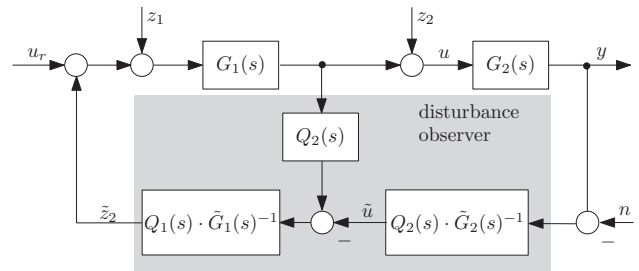 z₁
z₂
uᵣ
G₁(s)
u
G₂(s)
y
disturbance
observer
Q₂(s)
z̃₂
Q₁(s) · G̃₁(s)⁻¹
−
ũ
Q₂(s) · G̃₂(s)⁻¹
−
n